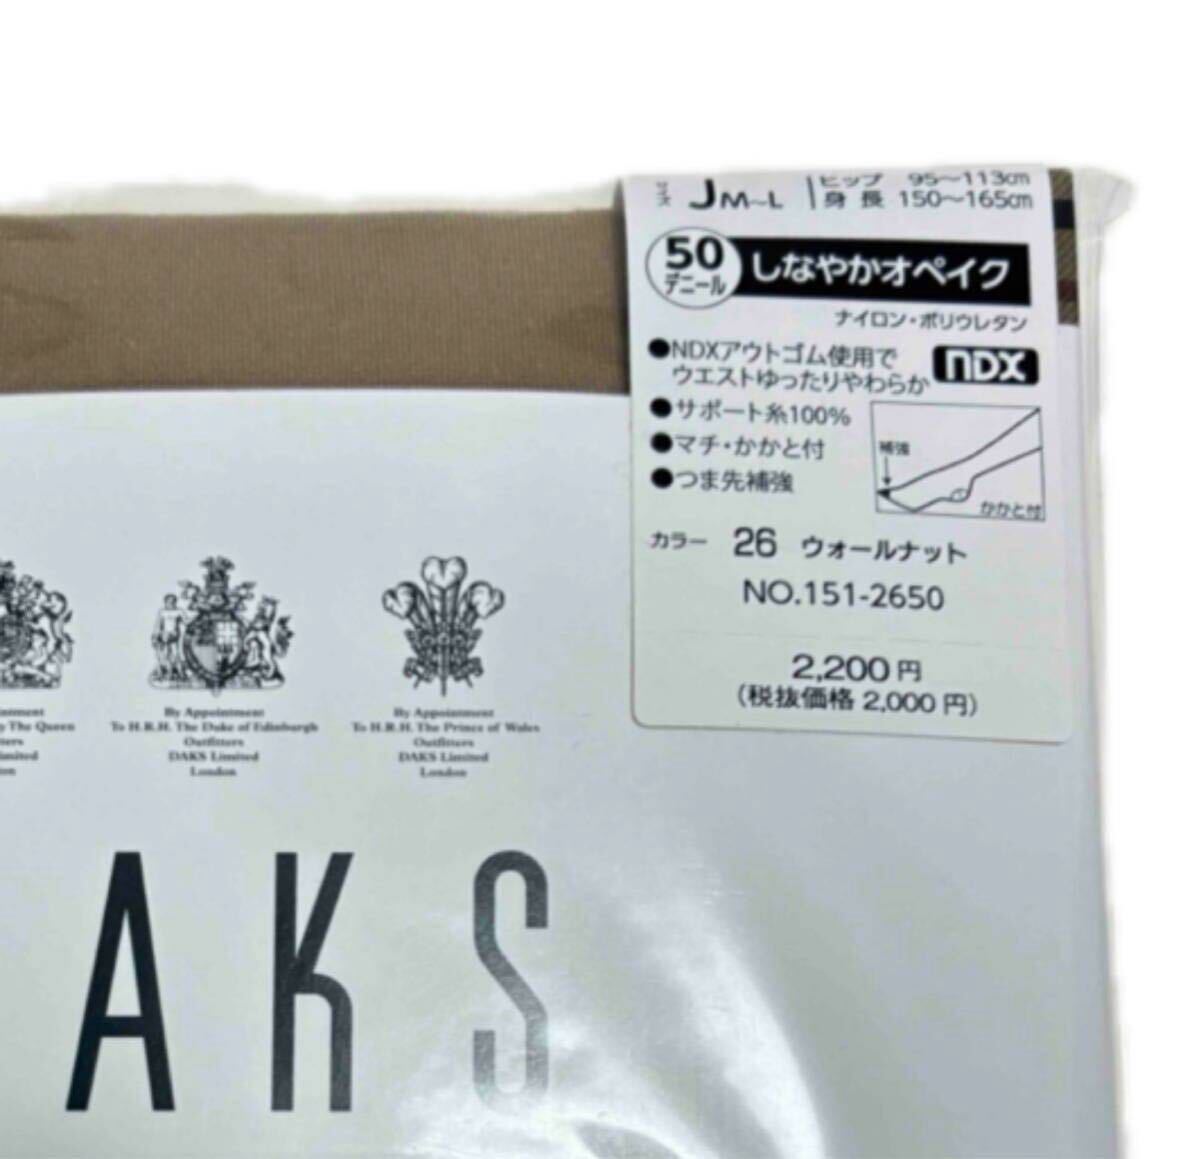 サイズ JM~L ヒップ 95~113cm
身長 150~165cm
50
デニール
しなやかオペイク
ナイロン・ポリウレタン
●NDXアウトゴム使用で
ウエストゆったりやわらか
NDX
●サポート糸100%
●マチ・かかと付
●つま先補強
補強
かかと付
カラー 26 ウォールナット
NO.151-2650
2,200円
(税抜価格 2,000円)
The Queen
By Appointment
To H.R.H. The Duke of Edinburgh
Outfitters
DAKS Limited
London
By Appointment
To H.R.H. The Prince of Wales
Outfitters
DAKS Limited
London
AKS